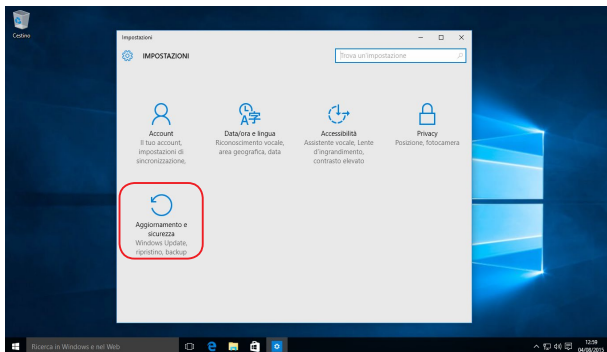 Cestino
Impostazioni
IMPOSTAZIONI
Trova un'impostazione
Account
Il tuo account,
impostazioni di
sincronizzazione,
Data/ora e lingua
Riconoscimento vocale,
area geografica, data
Accessibilità
Assistente vocale, Lente
d'ingrandimento,
contrasto elevato
Privacy
Posizione, fotocamera
Aggiornamento e
sicurezza
Windows Update,
ripristino, backup
Ricerca in Windows e nel Web
12:59
04/08/2015